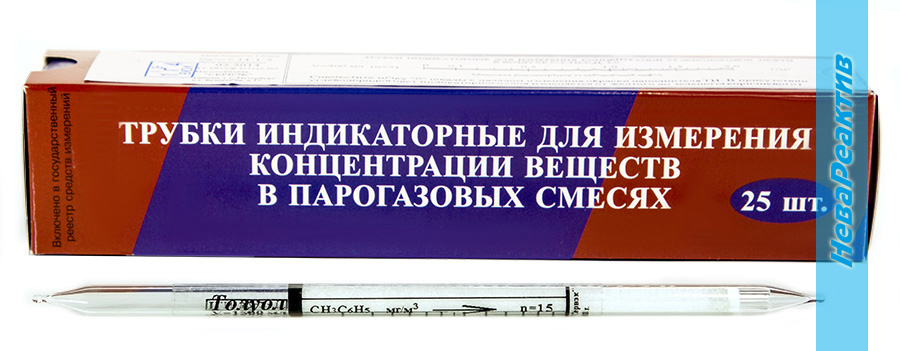 Включено в государственный
реестр средств измерений
ТРУБКИ ИНДИКАТОРНЫЕ ДЛЯ ИЗМЕРЕНИЯ
КОНЦЕНТРАЦИИ ВЕЩЕСТВ
В ПАРОГАЗОВЫХ СМЕСЯХ
25 шт.
НеваРеактив
Толуол
CH3C6H5 мг/м³ n=15